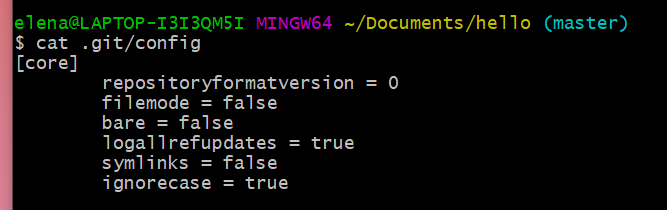 elena@LAPTOP-I3I3QM5I MINGW64 ~/Documents/hello (master)
$ cat .git/config
[core]
        repositoryformatversion = 0
        filemode = false
        bare = false
        logallrefupdates = true
        symlinks = false
        ignorecase = true